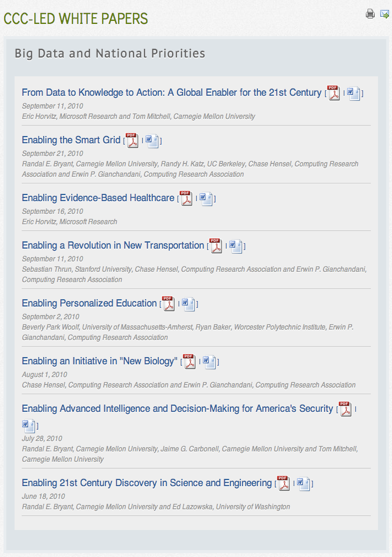 CCC-LED WHITE PAPERS
Big Data and National Priorities
From Data to Knowledge to Action: A Global Enabler for the 21st Century [PDF | W]
September 11, 2010
Eric Horvitz, Microsoft Research and Tom Mitchell, Carnegie Mellon University
Enabling the Smart Grid [PDF | W]
September 21, 2010
Randal E. Bryant, Carnegie Mellon University, Randy H. Katz, UC Berkeley, Chase Hensel, Computing Research
Association and Erwin P. Gianchandani, Computing Research Association
Enabling Evidence-Based Healthcare [PDF | W]
September 16, 2010
Eric Horvitz, Microsoft Research
Enabling a Revolution in New Transportation [PDF | W]
September 11, 2010
Sebastian Thrun, Stanford University, Chase Hensel, Computing Research Association and Erwin P. Gianchandani,
Computing Research Association
Enabling Personalized Education [PDF | W]
September 2, 2010
Beverly Park Woolf, University of Massachusetts-Amherst, Ryan Baker, Worcester Polytechnic Institute, Erwin P.
Gianchandani, Computing Research Association
Enabling an Initiative in "New Biology" [PDF | W]
August 1, 2010
Chase Hensel, Computing Research Association and Erwin P. Gianchandani, Computing Research Association
Enabling Advanced Intelligence and Decision-Making for America's Security [PDF |
W]
July 28, 2010
Randal E. Bryant, Carnegie Mellon University, Jaime G. Carbonell, Carnegie Mellon University and Tom Mitchell,
Carnegie Mellon University
Enabling 21st Century Discovery in Science and Engineering [PDF | W]
June 18, 2010
Randal E. Bryant, Carnegie Mellon University and Ed Lazowska, University of Washington